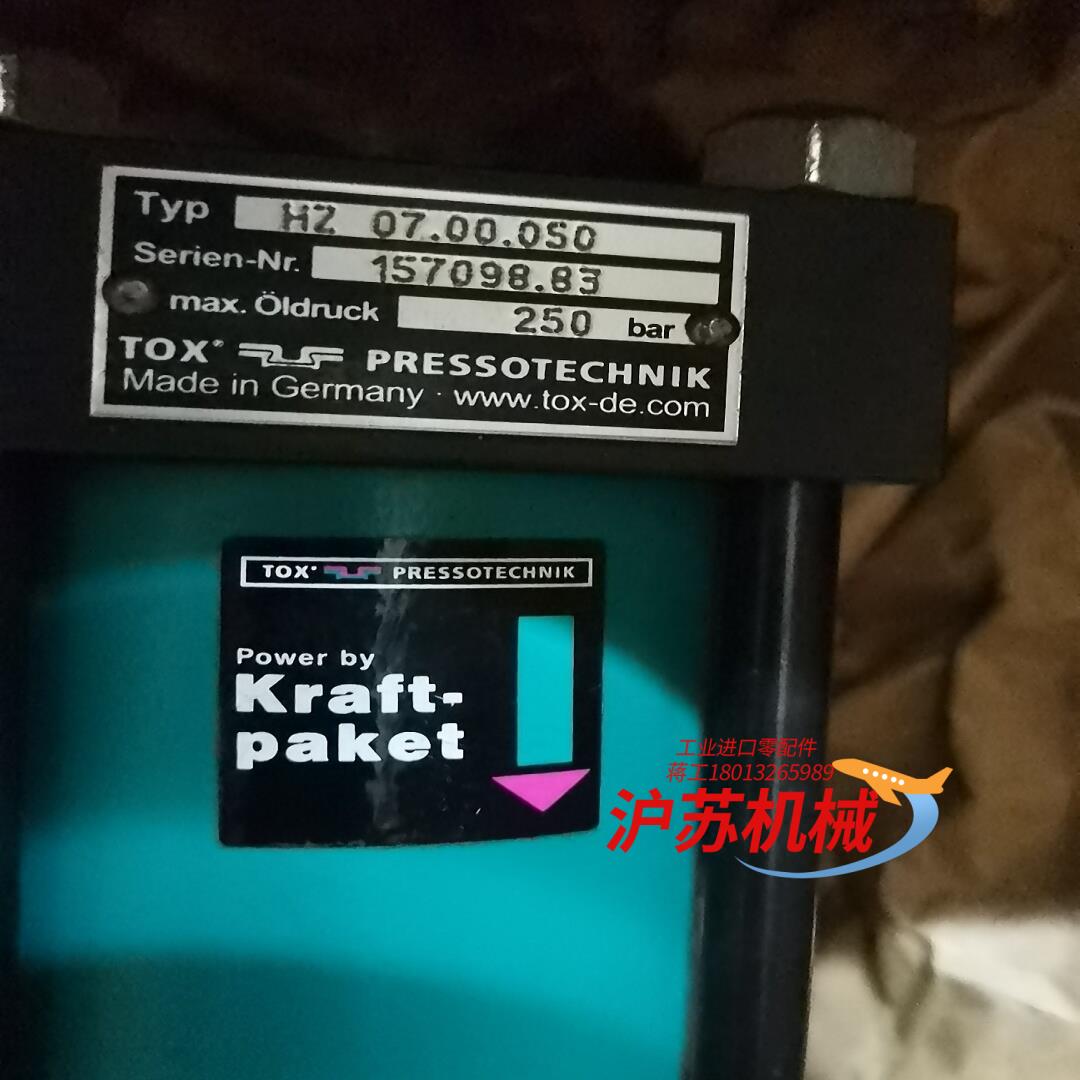 Typ HZ 07.00.050
Serien-Nr. 157098.83
max. Öldruck 250 bar
TOX® PRESSOTECHNIK
Made in Germany · www.tox-de.com
TOX® PRESSOTECHNIK
Power by
Kraft-
paket
工业进口零配件
蒋工18013265989
沪苏机械